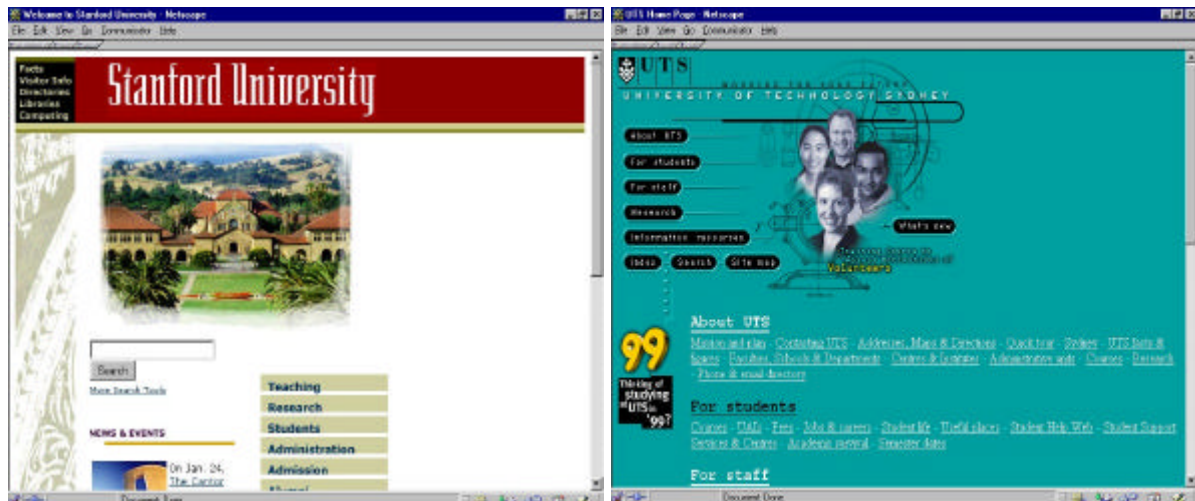 Welcome to Stanford University - Netscape
File Edit View Go Communicator Help
Facts
Visitor Info
Directories
Libraries
Computing
Stanford University
Search
More Search Tools
NEWS & EVENTS
On Jan. 24,
The Cantor
Teaching
Research
Students
Administration
Admission
Alumni
Document: Done
UTS Home Page - Netscape
File Edit View Go Communicator Help
UTS
WORKING FOR YOUR FUTURE
UNIVERSITY OF TECHNOLOGY, SYDNEY
About UTS
For students
For staff
Research
Information resources
What's new
Index
Search
Site map
Volunteers
About UTS
Mission and plan - Contacting UTS - Addresses, Maps & Directions - Quick tour - Sydney - UTS facts &
figures - Faculties, Schools & Departments - Centres & Institutes - Administrative units - Courses - Research
- Phone & email directory
99
Thinking of
studying
at UTS in
'99?
For students
Courses - UAI's - Fees - Jobs & careers - Student life - Useful places - Student Help Web - Student Support
Services & Centres - Academic survival - Semester dates
For staff
Document: Done